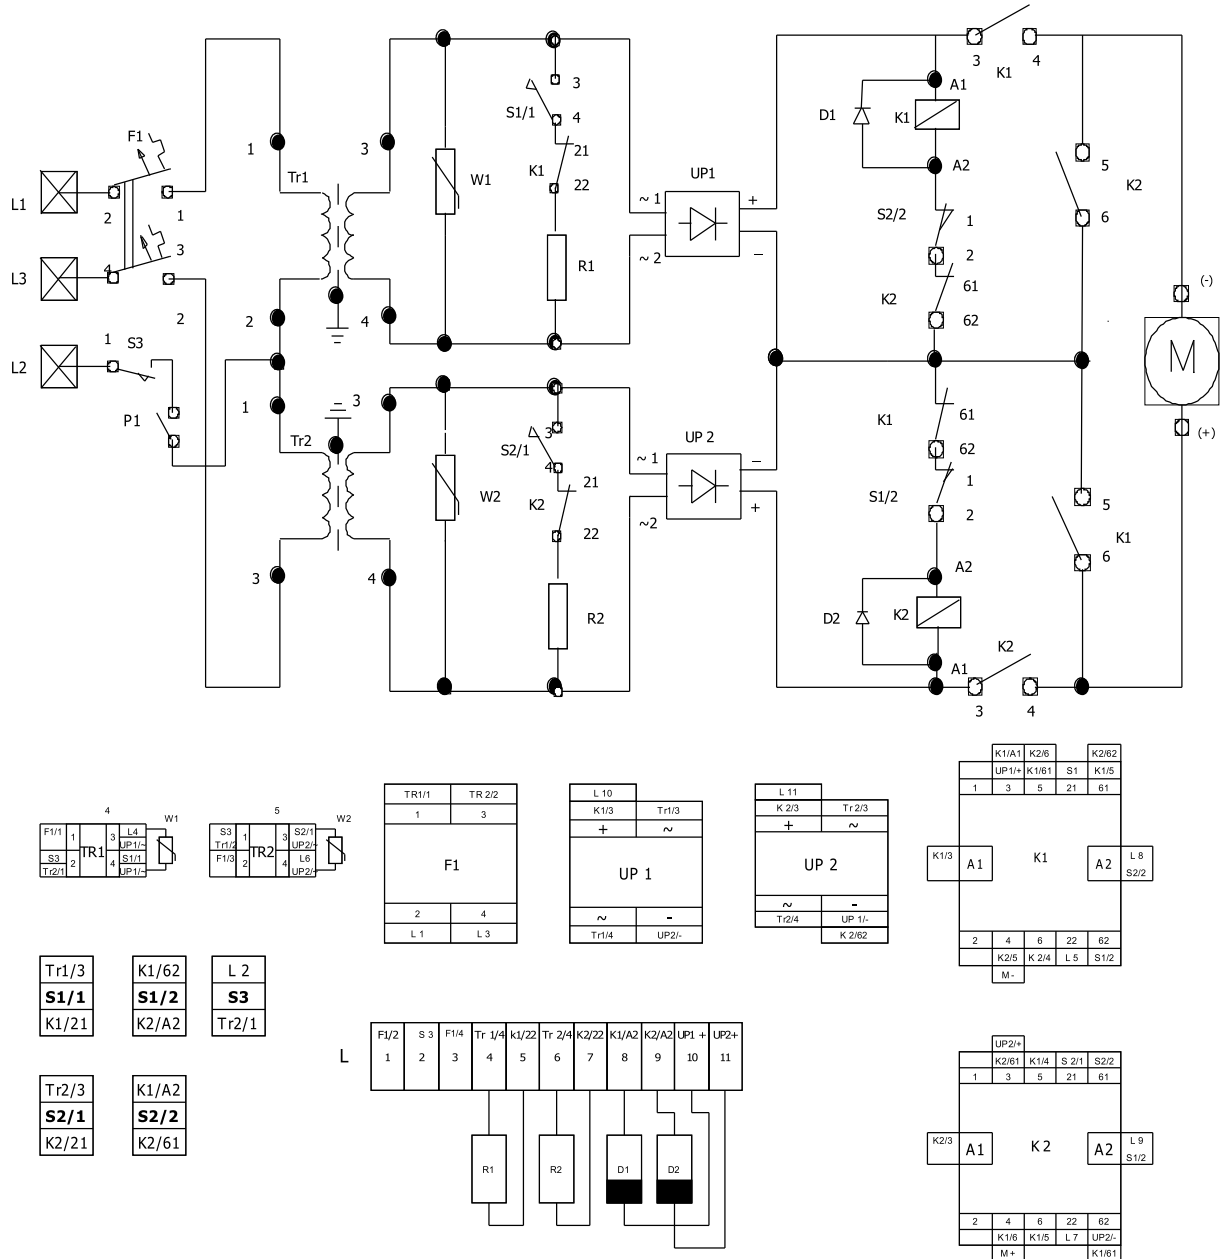 3
4
K1
A1
D1
K1
A2
3
S1/1
4
21
K1
22
F1
1
3
Tr1
W1
UP1
5
K2
6
L1
2
1
~ 1
+
S2/2
1
3
2
L3
4
~ 2
–
R1
61
K2
62
(-)
2
2
4
1
S3
L2
M
1
3
P1
Tr2
3
S2/1
4
UP 2
~ 1
–
K1
61
62
(+)
W2
21
K2
22
~2
+
S1/2
1
2
5
K1
6
3
4
A2
R2
D2
K2
K2
A1
3
4
4
5
W1
W2
F1/1
S3
Tr2/1
1
2
TR1
3
4
L4
UP1/~
S1/1
UP1/~
S3
Tr1/2
F1/3
1
2
TR2
3
4
S2/1
UP2/~
L6
UP2/~
TR1/1
TR 2/2
1
3
F1
2
4
L 1
L 3
L 10
K1/3
Tr1/3
+
~
UP 1
~
-
Tr1/4
UP2/-
L 11
K 2/3
Tr 2/3
+
~
UP 2
~
-
Tr2/4
UP 1/-
K 2/62
K1/A1
K2/6
K2/62
UP1/+
K1/61
S1
K1/5
1
3
5
21
61
K1/3
A1
K1
A2
L 8
S2/2
2
4
6
22
62
K2/5
K 2/4
L 5
S1/2
M -
Tr1/3
S1/1
K1/21
K1/62
S1/2
K2/A2
L 2
S3
Tr2/1
Tr2/3
S2/1
K2/21
K1/A2
S2/2
K2/61
L
F1/2
S 3
F1/4
Tr 1/4
k1/22
Tr 2/4
K2/22
K1/A2
K2/A2
UP1 +
UP2+
1
2
3
4
5
6
7
8
9
10
11
R1
R2
D1
D2
UP2/+
K2/61
K1/4
S 2/1
S2/2
1
3
5
21
61
K2/3
A1
K 2
A2
L 9
S1/2
2
4
6
22
62
K1/6
K1/5
L 7
UP2/-
M +
K1/61